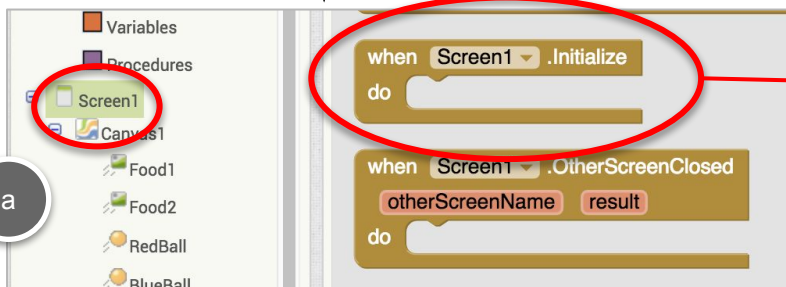 Variables
Procedures
Screen1
Canvas1
Food1
Food2
RedBall
BlueBall
a
when Screen1 .Initialize
do
when Screen1 .OtherScreenClosed
otherScreenName result
do